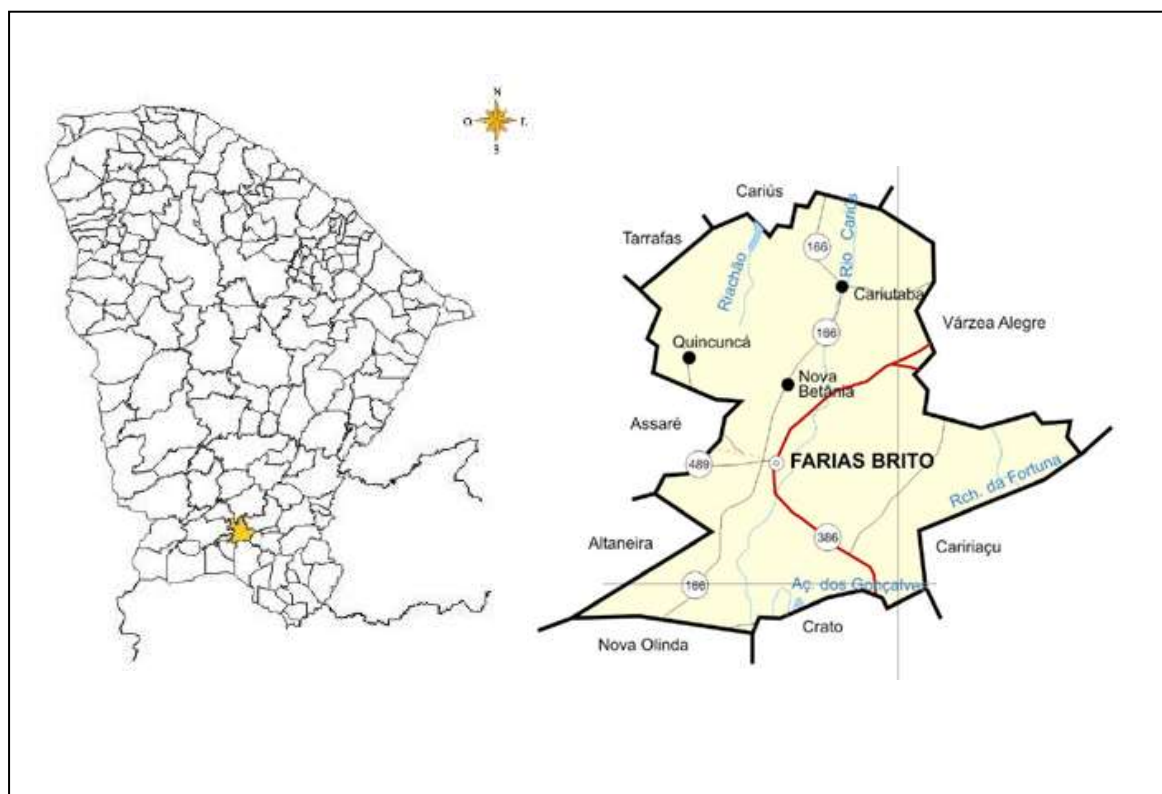 N
O
L
S
Cariús
Tarrafas
166
Rio Cariús
Riachão
Cariutaba
Várzea Alegre
166
Quincuncá
Nova
Betânia
Assaré
489
FARIAS BRITO
Rch. da Fortuna
Altaneira
386
Caririaçu
166
Aç. dos Gonçalves
Crato
Nova Olinda